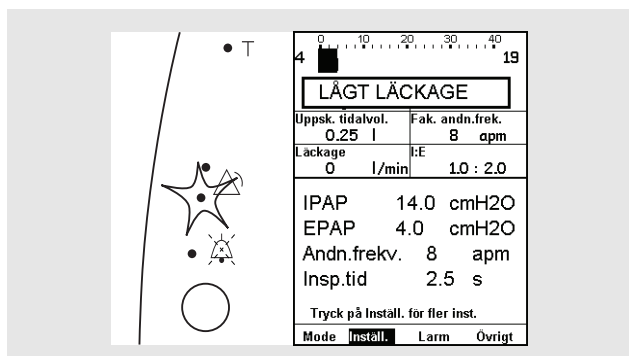 T
0 10 20 30 40
4 19
LÅGT LÄCKAGE
Uppsk. tidalvol. Fak. andn.frek.
0.25 l 8 apm
Läckage I:E
0 l/min 1.0 : 2.0
IPAP 14.0 cmH2O
EPAP 4.0 cmH2O
Andn.frekv. 8 apm
Insp.tid 2.5 s
Tryck på Inställ. för fler inst.
Mode Inställ. Larm Övrigt